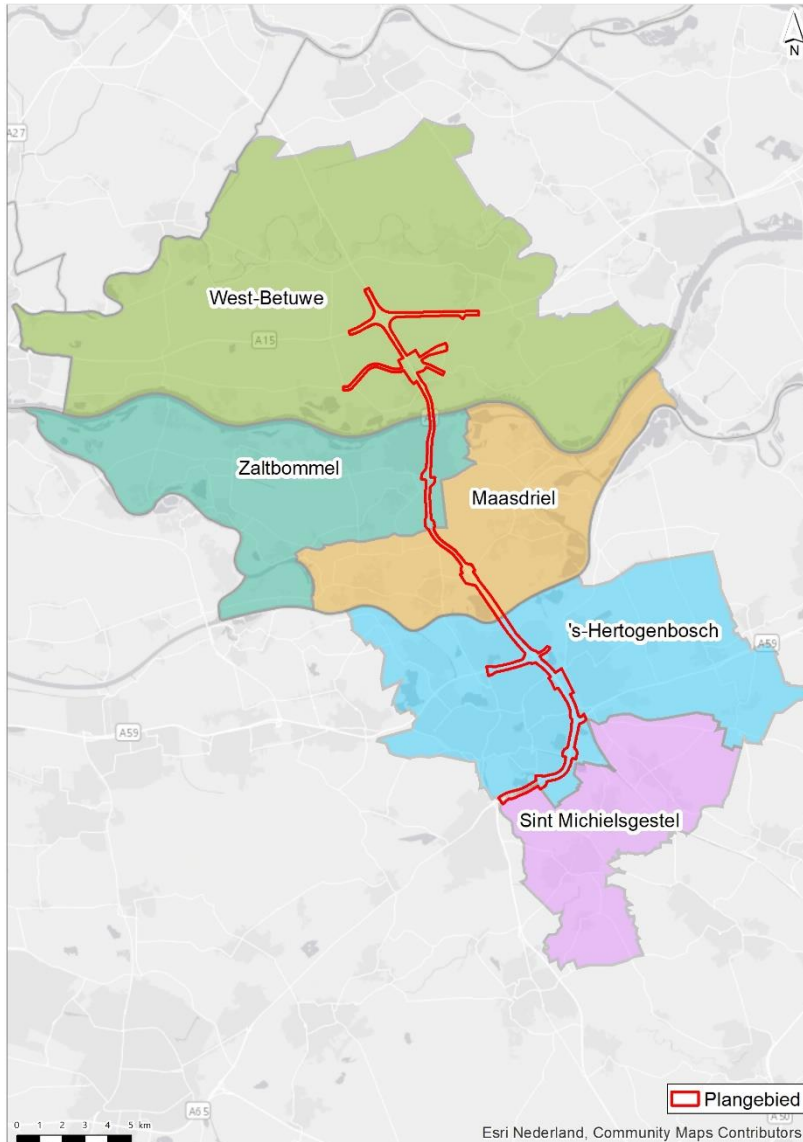 N
A27
West-Betuwe
A15
Zaltbommel
Maasdriel
's-Hertogenbosch
A59
A59
Sint Michielsgestel
Plangebied
A65
A50
0 1 2 3 4 5 km
Esri Nederland, Community Maps Contributors